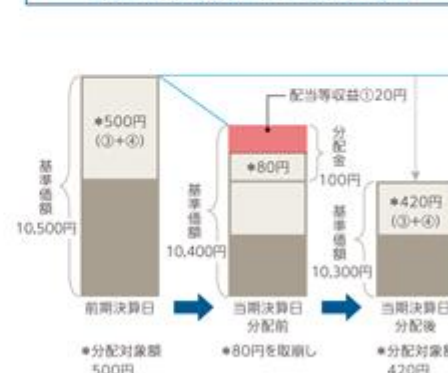 配当等収益①20円
*500円
(③+④)
分配金
100円
*80円
基準価額
10,500円
基準価額
10,400円
基準価額
10,300円
*420円
(③+④)
前期決算日
当期決算日
分配前
当期決算日
分配後
*分配対象額
500円
*80円を取崩し
*分配対象額
420円